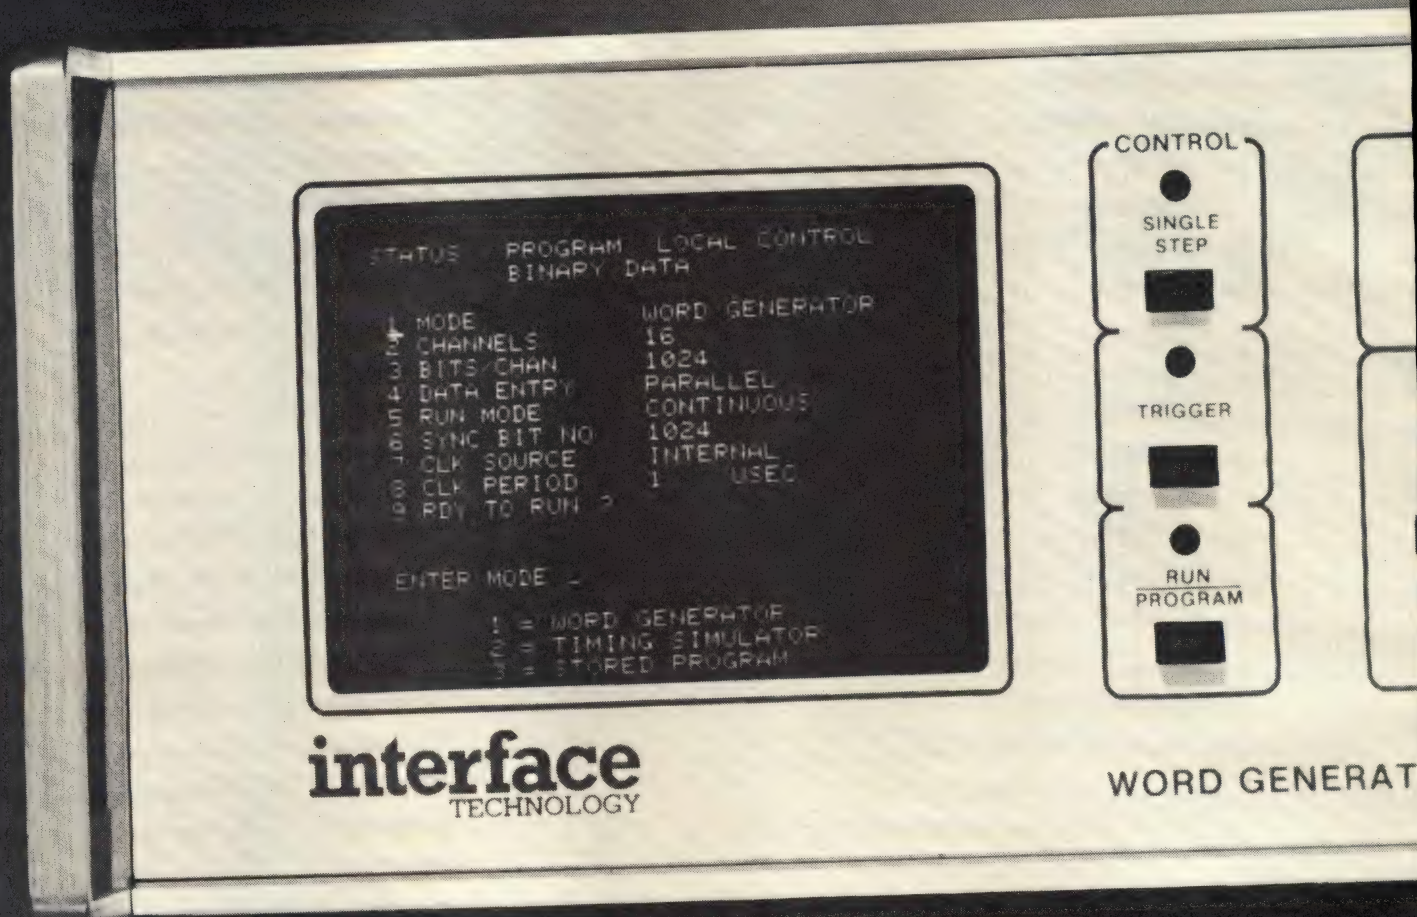 STATUS PROGRAM LOCAL CONTROL
BINARY DATA
1 MODE WORD GENERATOR
2 CHANNELS 16
3 BITS/CHAN 1024
4 DATA ENTRY PARALLEL
5 RUN MODE CONTINUOUS
6 SYNC BIT NO 1024
7 CLK SOURCE INTERNAL
8 CLK PERIOD 1 USEC
9 RDY TO RUN ?
ENTER MODE _
1 = WORD GENERATOR
2 = TIMING SIMULATOR
3 = STORED PROGRAM
interface
TECHNOLOGY
CONTROL
SINGLE
STEP
TRIGGER
RUN
PROGRAM
WORD GENERAT